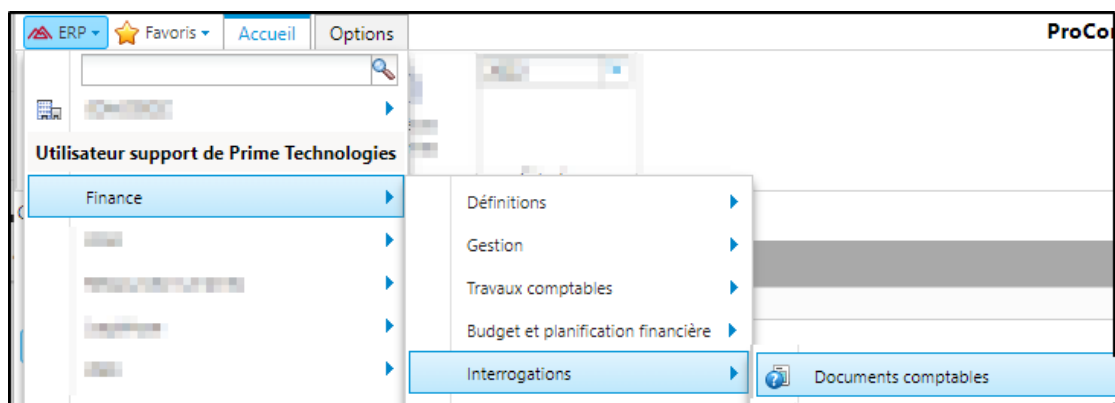 ERP Favoris Accueil Options ProCor
Utilisateur support de Prime Technologies
Finance
Définitions
Gestion
Travaux comptables
Budget et planification financière
Interrogations
Documents comptables